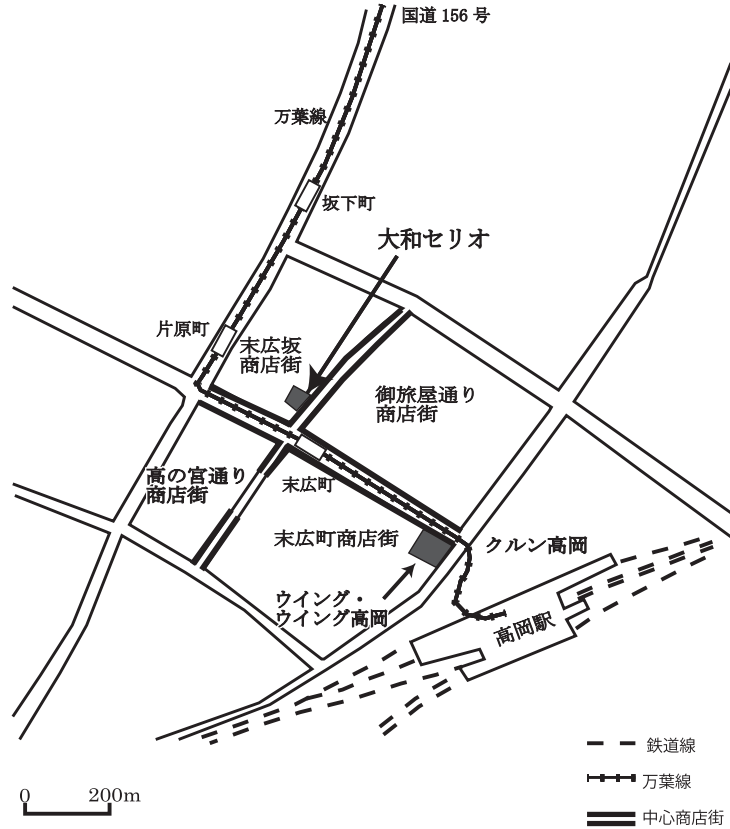 国道 156 号
万葉線
坂下町
大和セリオ
片原町
末広坂
商店街
御旅屋通り
商店街
高の宮通り
商店街
末広町
末広町商店街
クルン高岡
ウイング・
ウイング高岡
高岡駅
鉄道線
万葉線
中心商店街
0 200m